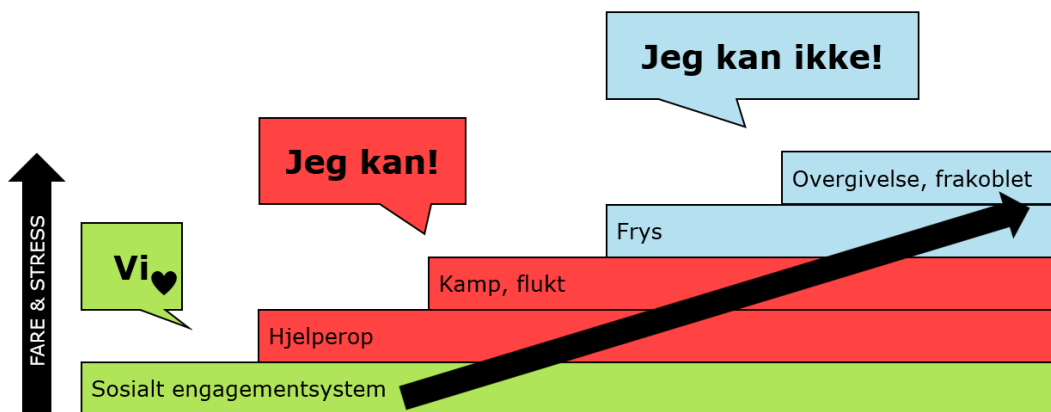 Jeg kan ikke!
Jeg kan!
Vi
FARE & STRESS
Overgivelse, frakoblet
Frys
Kamp, flukt
Hjelperop
Sosialt engagementsystem